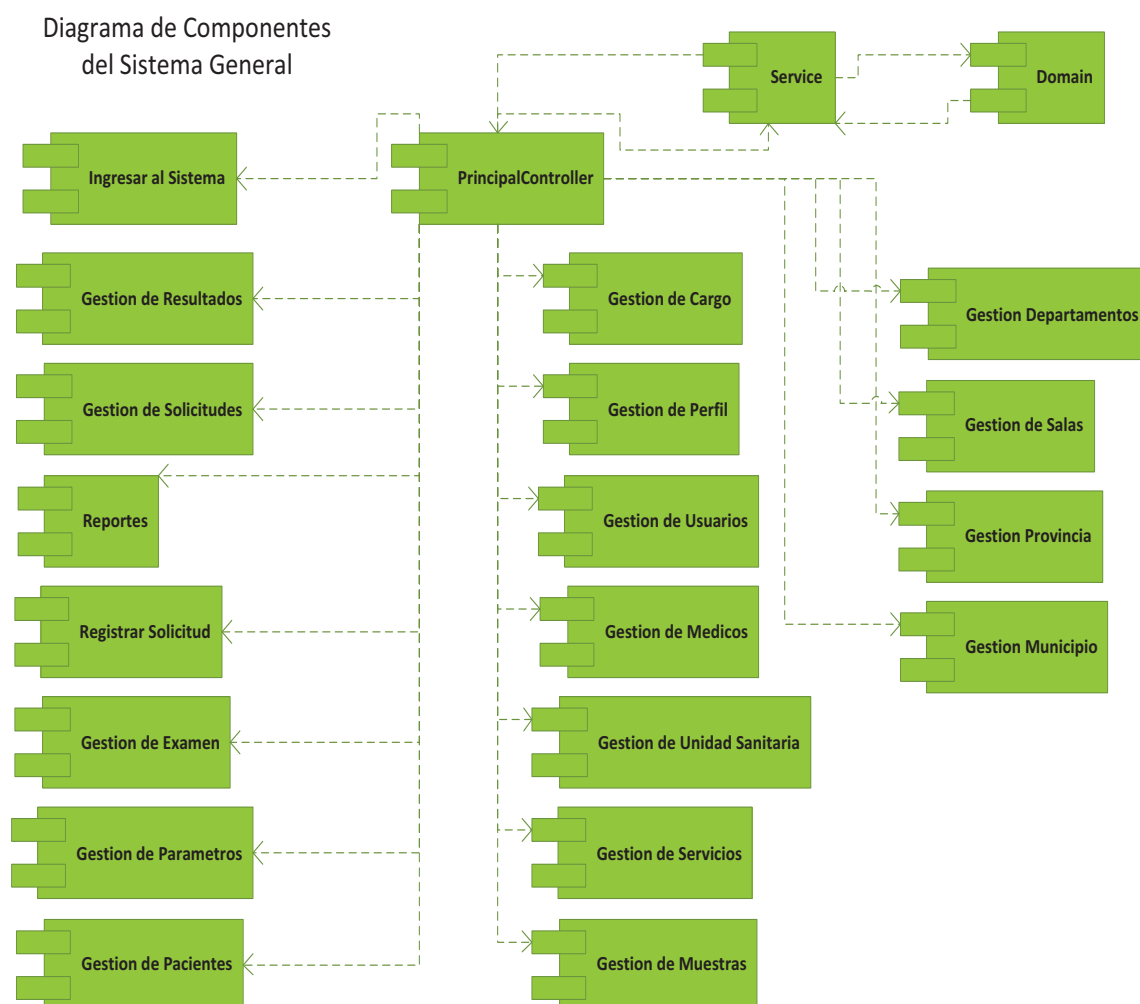 Diagrama de Componentes
del Sistema General
Service
Domain
Ingresar al Sistema
PrincipalController
Gestion de Resultados
Gestion de Cargo
Gestion Departamentos
Gestion de Solicitudes
Gestion de Perfil
Gestion de Salas
Reportes
Gestion de Usuarios
Gestion Provincia
Registrar Solicitud
Gestion de Medicos
Gestion Municipio
Gestion de Examen
Gestion de Unidad Sanitaria
Gestion de Parametros
Gestion de Servicios
Gestion de Pacientes
Gestion de Muestras